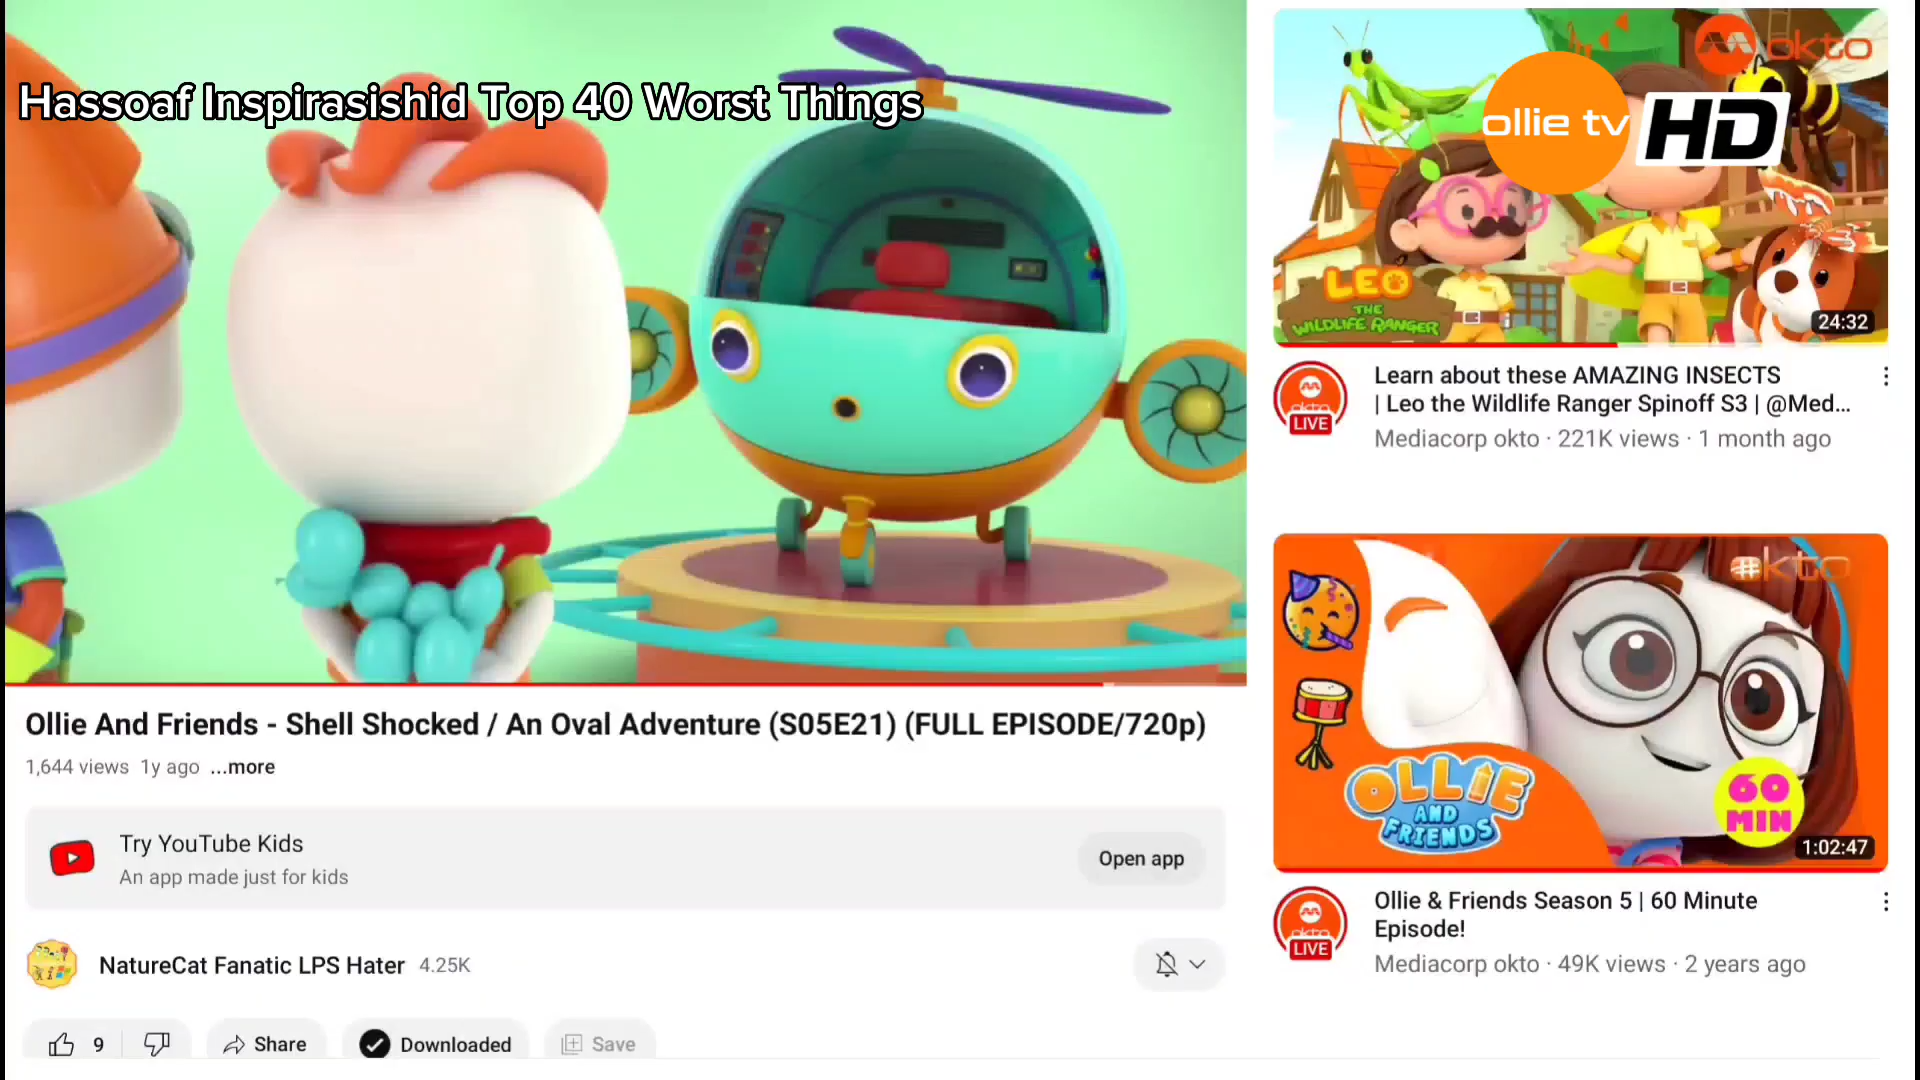 Hassoaf Inspirasishid Top 40 Worst Things
Ollie And Friends - Shell Shocked / An Oval Adventure (S05E21) (FULL EPISODE/720p)
1,644 views 1y ago ...more
Try YouTube Kids
An app made just for kids
Open app
NatureCat Fanatic LPS Hater 4.25K
9
Share
Downloaded
Save
okto
ollie tv HD
LEO
THE
WILDLIFE RANGER
24:32
okto
LIVE
Learn about these AMAZING INSECTS
| Leo the Wildlife Ranger Spinoff S3 | @Med...
Mediacorp okto · 221K views · 1 month ago
okto
OLLIE
AND
FRIENDS
60
MIN
1:02:47
okto
LIVE
Ollie & Friends Season 5 | 60 Minute
Episode!
Mediacorp okto · 49K views · 2 years ago